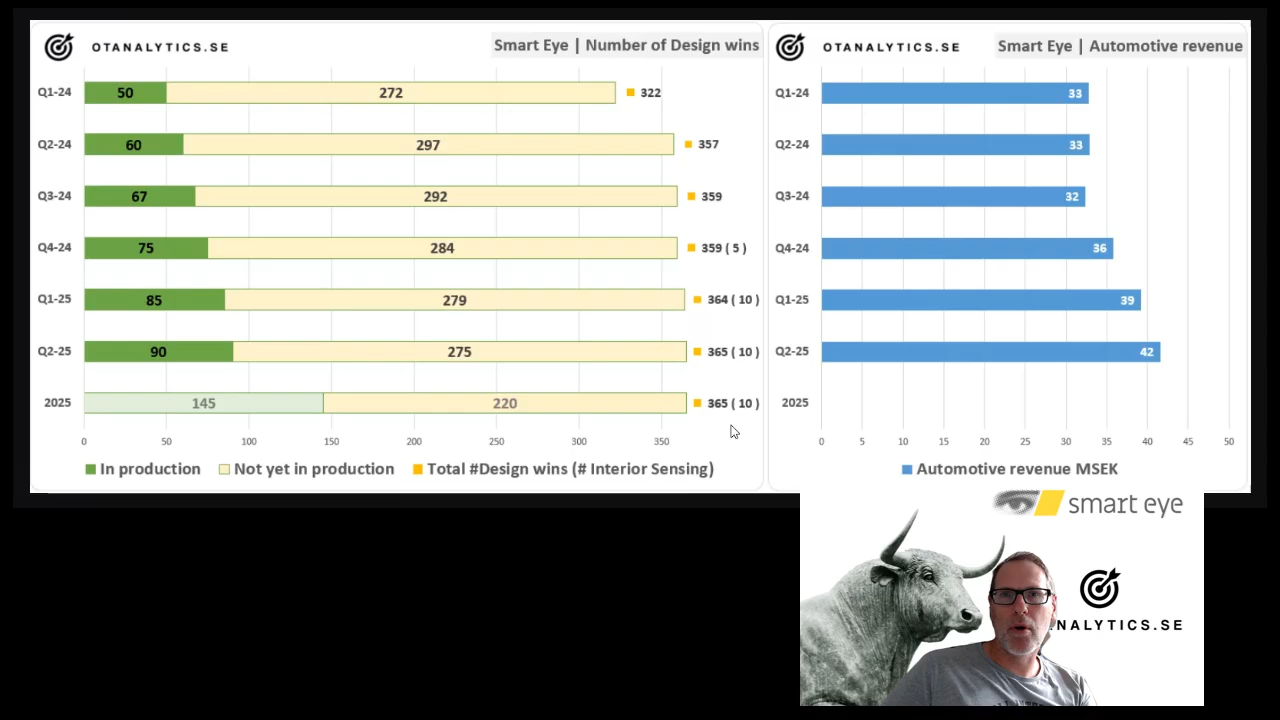 OTANALYTICS.SE
Smart Eye | Number of Design wins
Q1-24 50 272 322
Q2-24 60 297 357
Q3-24 67 292 359
Q4-24 75 284 359 ( 5 )
Q1-25 85 279 364 ( 10 )
Q2-25 90 275 365 ( 10 )
2025 145 220 365 ( 10 )
0 50 100 150 200 250 300 350
In production Not yet in production Total #Design wins (# Interior Sensing)
OTANALYTICS.SE
Smart Eye | Automotive revenue
Q1-24 33
Q2-24 33
Q3-24 32
Q4-24 36
Q1-25 39
Q2-25 42
2025
0 5 10 15 20 25 30 35 40 45 50
Automotive revenue MSEK
smart eye
NALYTICS.SE